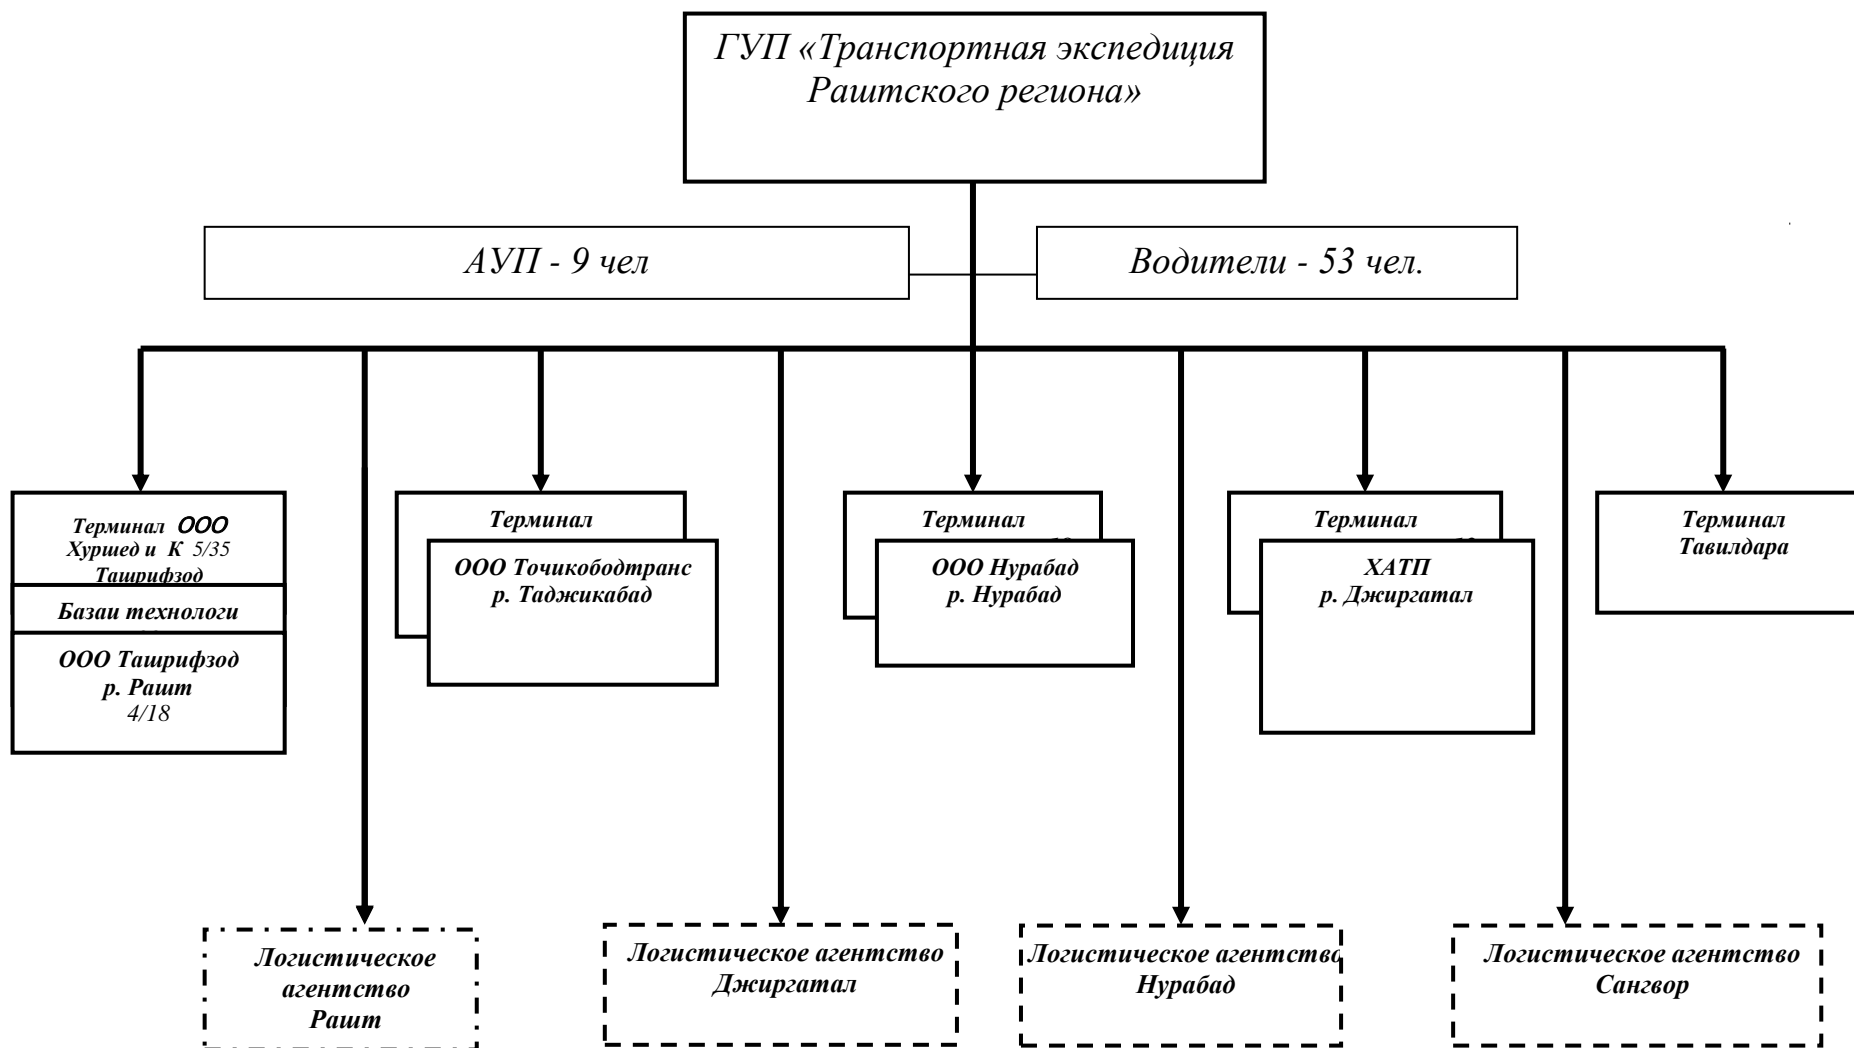 ГУП «Транспортная экспедиция
Раштского региона»
АУП - 9 чел
Водители - 53 чел.
Терминал ООО
Хуршед и К 5/35
Ташрифзод
Базаи технологи
ООО Ташрифзод
р. Рашт
4/18
Терминал
ООО Точикободтранс
р. Таджикабад
Терминал
ООО Нурабад
р. Нурабад
Терминал
ХАТП
р. Джиргатал
Терминал
Тавилдара
Логистическое
агентство
Рашт
Логистическое агентство
Джиргатал
Логистическое агентство
Нурабад
Логистическое агентство
Сангвор